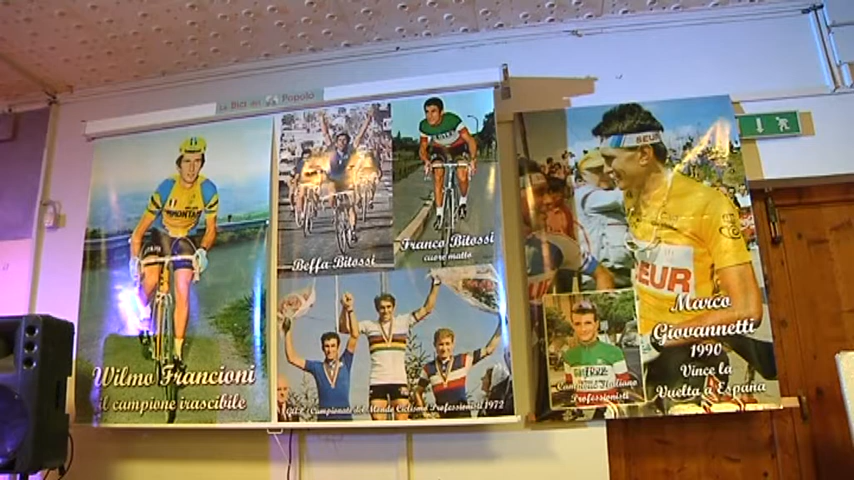 La Bici del Popolo
Wilmo Francioni
il campione irascibile
Beffa Bitossi
Franco Bitossi
cuore matto
Campionato del Mondo Ciclismo Professionisti 1972
SEUR
SEUR
Marco
Giovannetti
1990
Vince la
Vuelta a España
1992
Campione Italiano
Professionisti